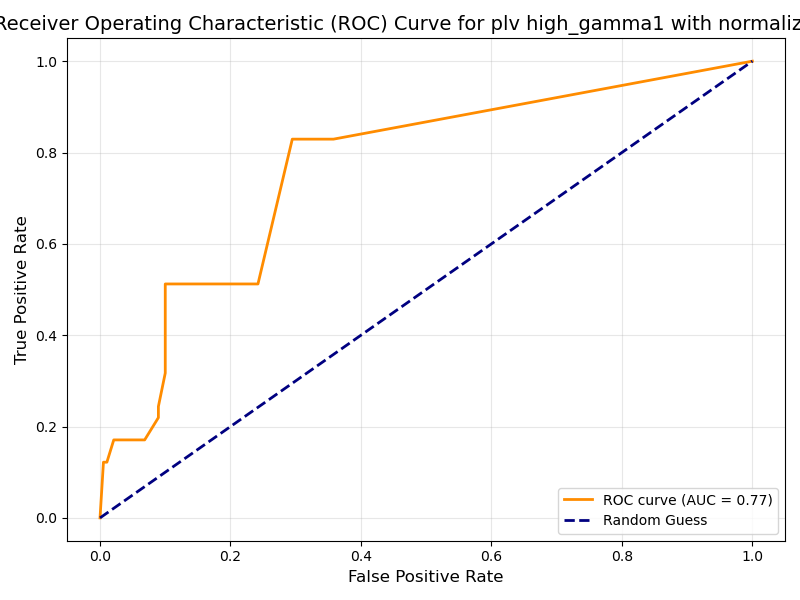 Receiver Operating Characteristic (ROC) Curve for plv high_gamma1 with normaliz
1.0
0.8
0.6
0.4
0.2
0.0
True Positive Rate
0.0 0.2 0.4 0.6 0.8 1.0
False Positive Rate
ROC curve (AUC = 0.77)
Random Guess